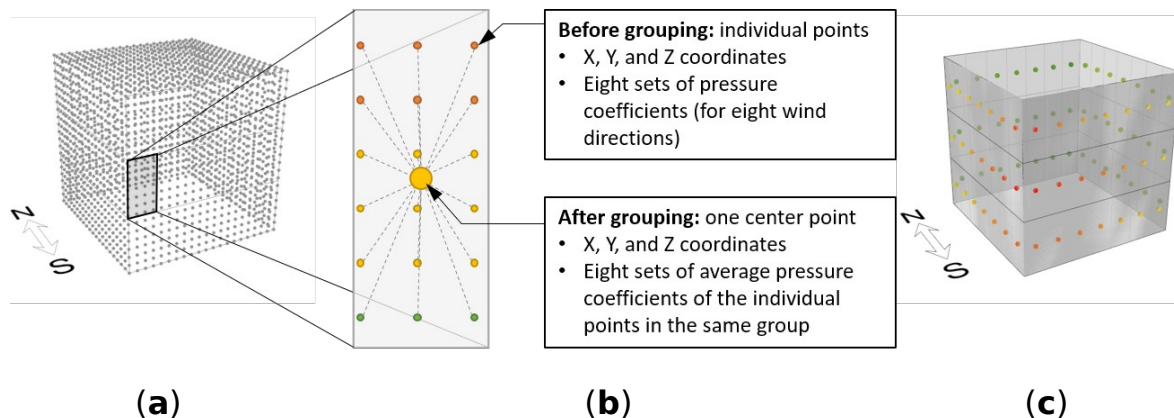 Before grouping: individual points
• X, Y, and Z coordinates
• Eight sets of pressure
coefficients (for eight wind
directions)
After grouping: one center point
• X, Y, and Z coordinates
• Eight sets of average pressure
coefficients of the individual
points in the same group
N
S
N
S
(a)
(b)
(c)